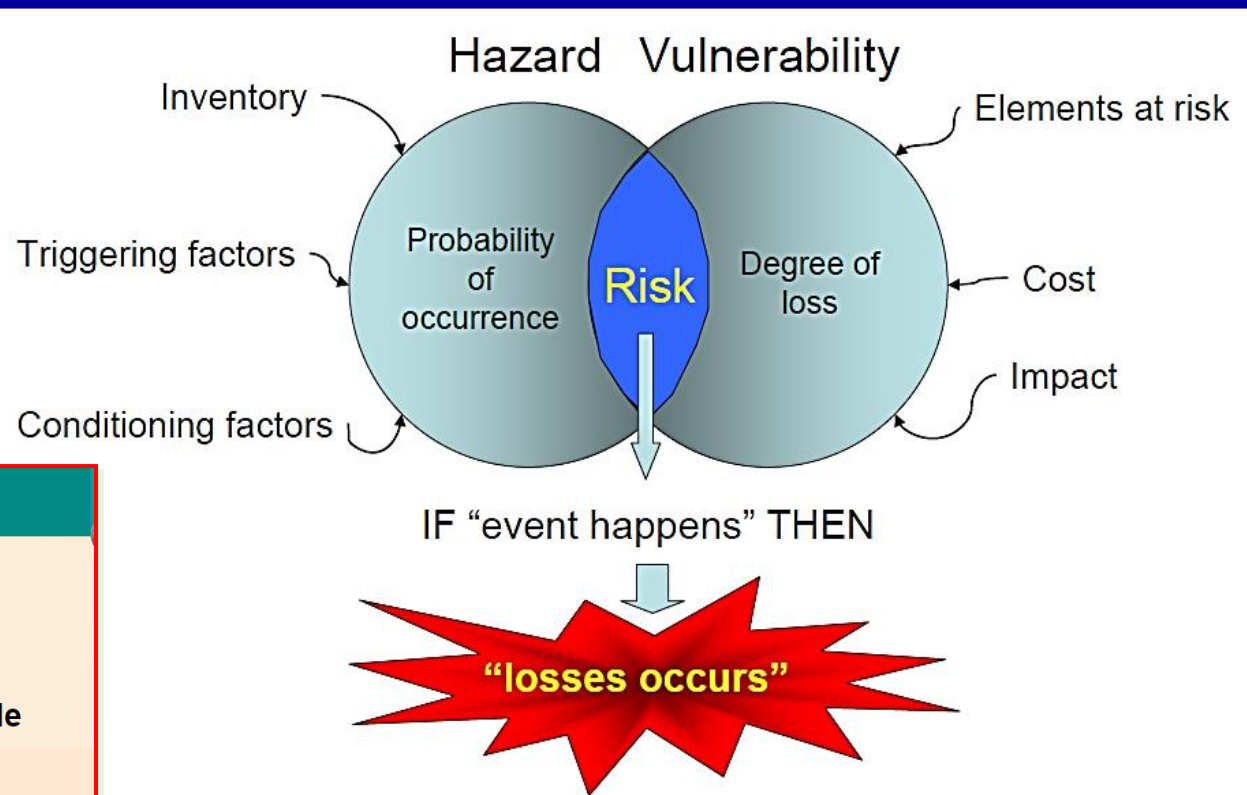 Hazard Vulnerability
Inventory
Elements at risk
Triggering factors
Probability
of
occurrence
Risk
Degree of
loss
Cost
Conditioning factors
Impact
IF “event happens” THEN
“losses occurs”